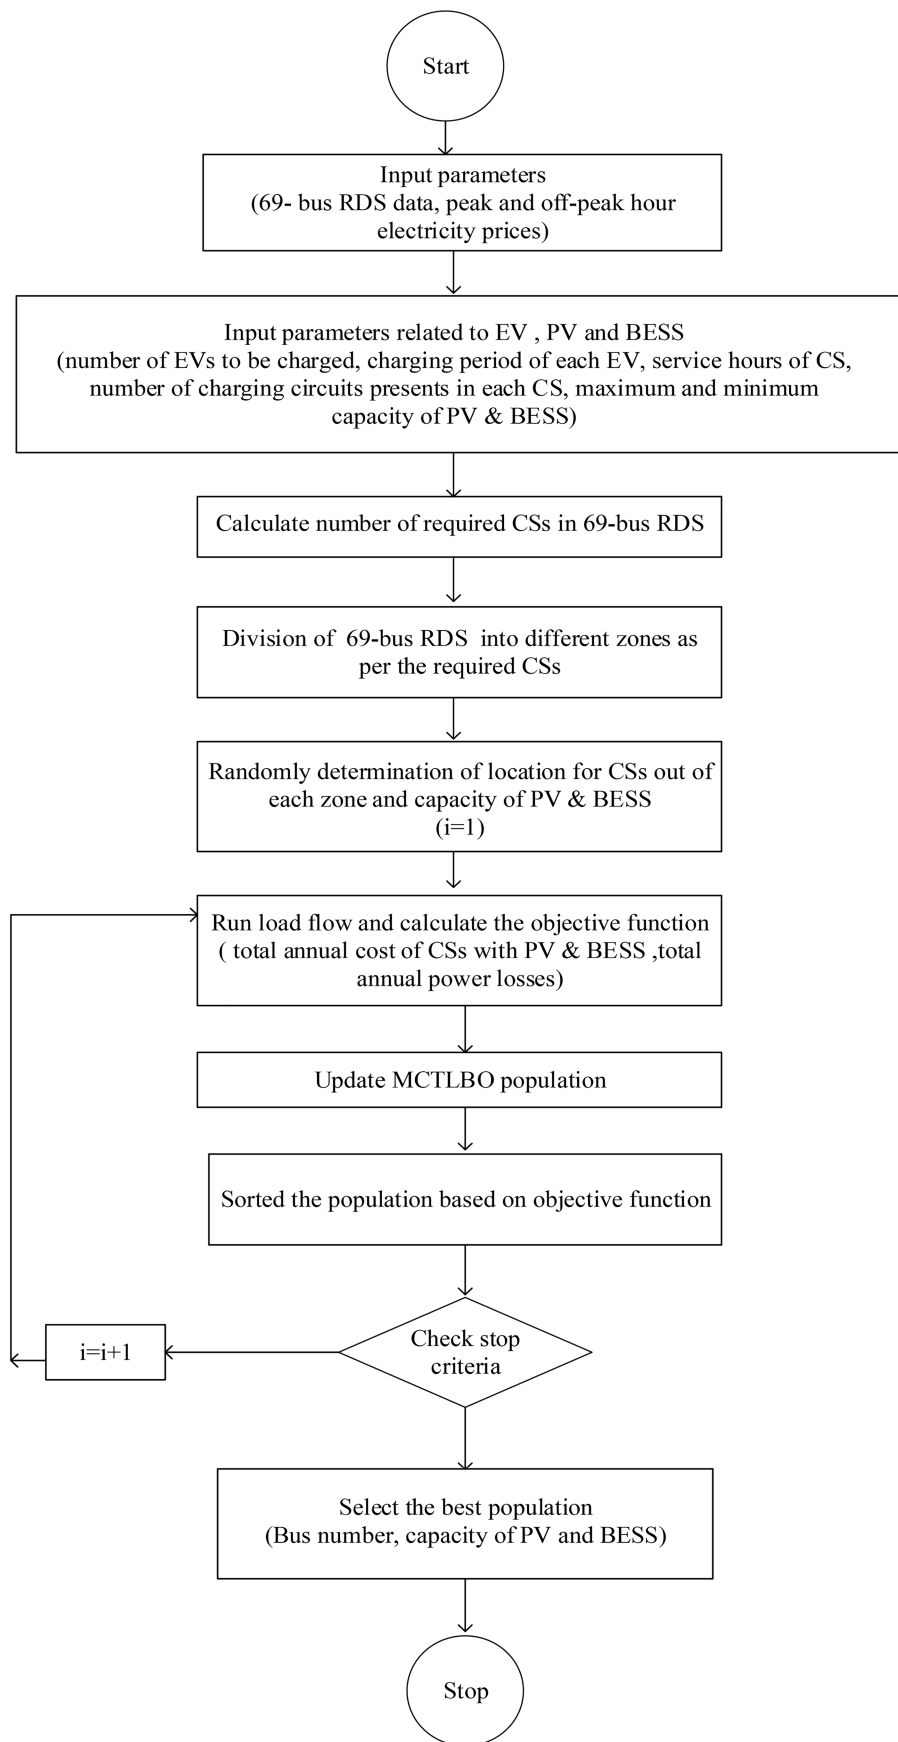 Start
Input parameters
(69- bus RDS data, peak and off-peak hour
electricity prices)
Input parameters related to EV , PV and BESS
(number of EVs to be charged, charging period of each EV, service hours of CS,
number of charging circuits presents in each CS, maximum and minimum
capacity of PV & BESS)
Calculate number of required CSs in 69-bus RDS
Division of 69-bus RDS into different zones as
per the required CSs
Randomly determination of location for CSs out of
each zone and capacity of PV & BESS
(i=1)
Run load flow and calculate the objective function
( total annual cost of CSs with PV & BESS ,total
annual power losses)
Update MCTLBO population
Sorted the population based on objective function
Check stop
criteria
i=i+1
Select the best population
(Bus number, capacity of PV and BESS)
Stop